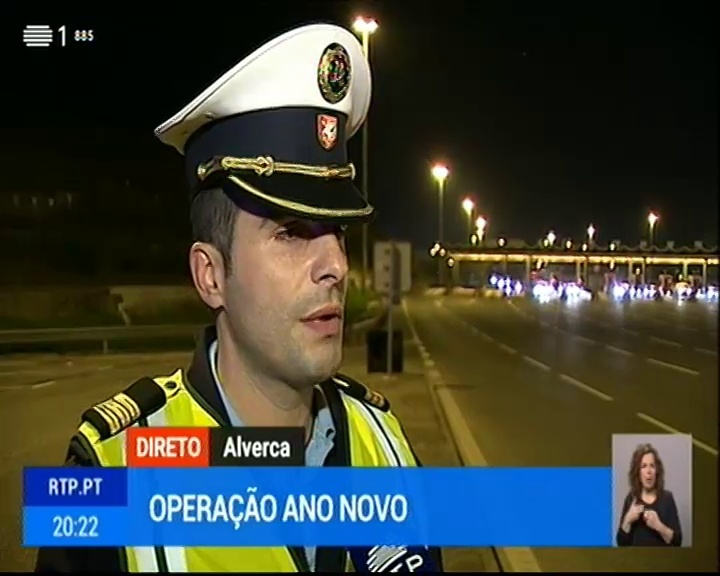 1 885
DIRETO Alverca
RTP.PT
20:22
OPERAÇÃO ANO NOVO